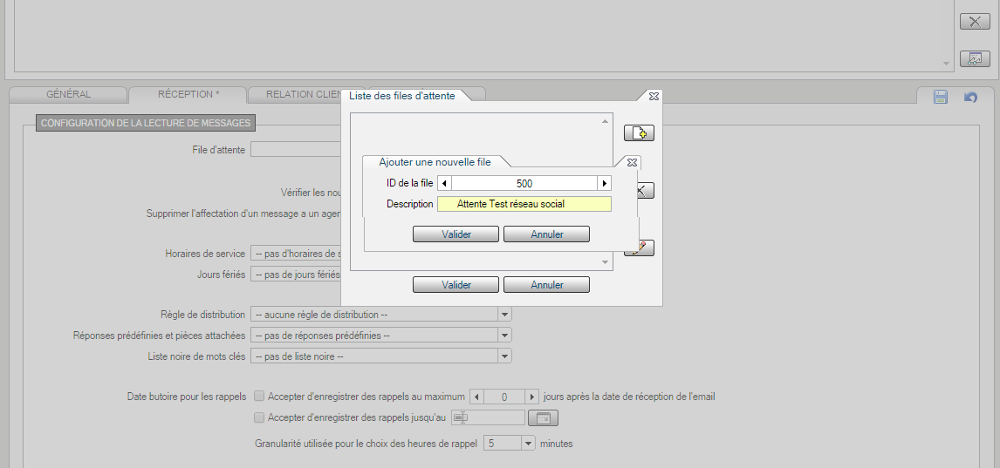 GÉNÉRAL
RÉCEPTION *
RELATION CLIEN
Liste des files d'attente
CONFIGURATION DE LA LECTURE DE MESSAGES
File d'attente
Ajouter une nouvelle file
ID de la file 500
Vérifier les nou
Description Attente Test réseau social
Supprimer l'affectation d'un message a un agen
Valider Annuler
Horaires de service -- pas d'horaires de s
Jours fériés -- pas de jours fériés
Valider Annuler
Règle de distribution -- aucune règle de distribution --
Réponses prédéfinies et pièces attachées -- pas de réponses prédéfinies --
Liste noire de mots clés -- pas de liste noire --
Date butoire pour les rappels Accepter d'enregistrer des rappels au maximum 0 jours après la date de réception de l'email
Accepter d'enregistrer des rappels jusqu'au
Granularité utilisée pour le choix des heures de rappel 5 minutes